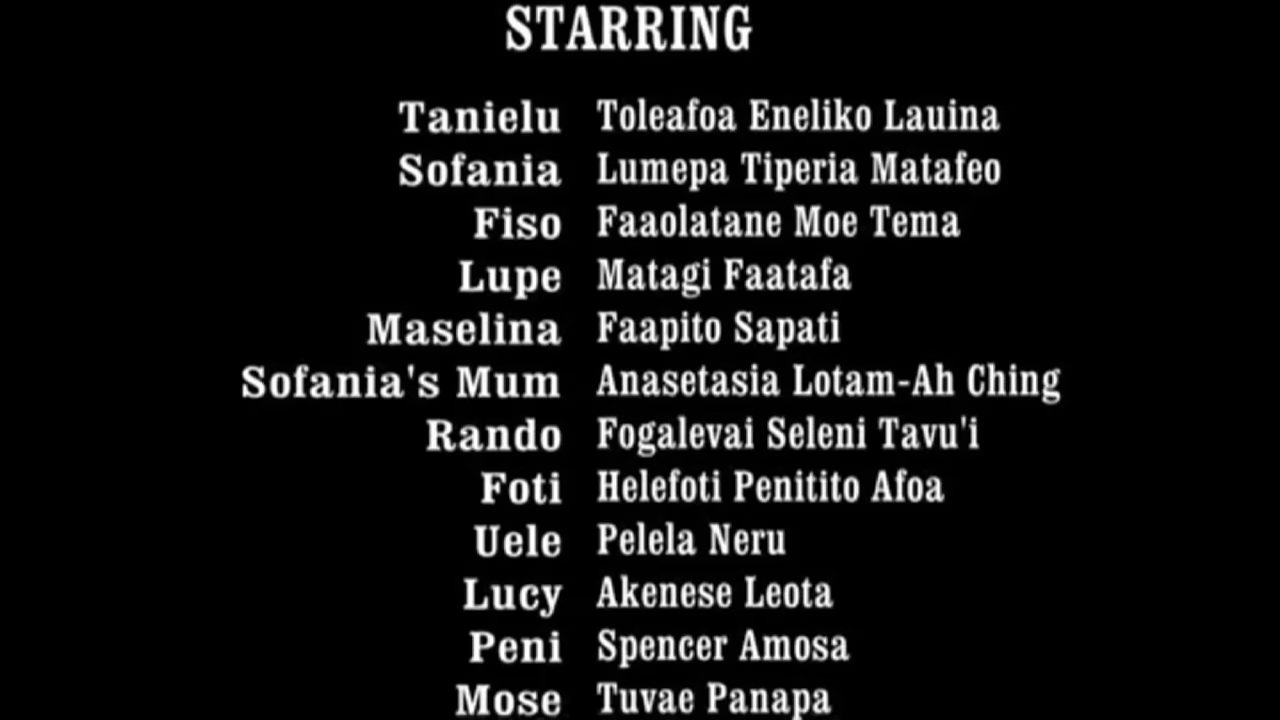 STARRING
Tanielu Toleafoa Eneliko Lauina
Sofania Lumepa Tiperia Matafeo
Fiso Faaolatane Moe Tema
Lupe Matagi Faatafa
Maselina Faapito Sapati
Sofania's Mum Anasetasia Lotam-Ah Ching
Rando Fogalevai Seleni Tavu'i
Foti Helefoti Penitito Afoa
Uele Pelela Neru
Lucy Akenese Leota
Peni Spencer Amosa
Mose Tuvae Panapa